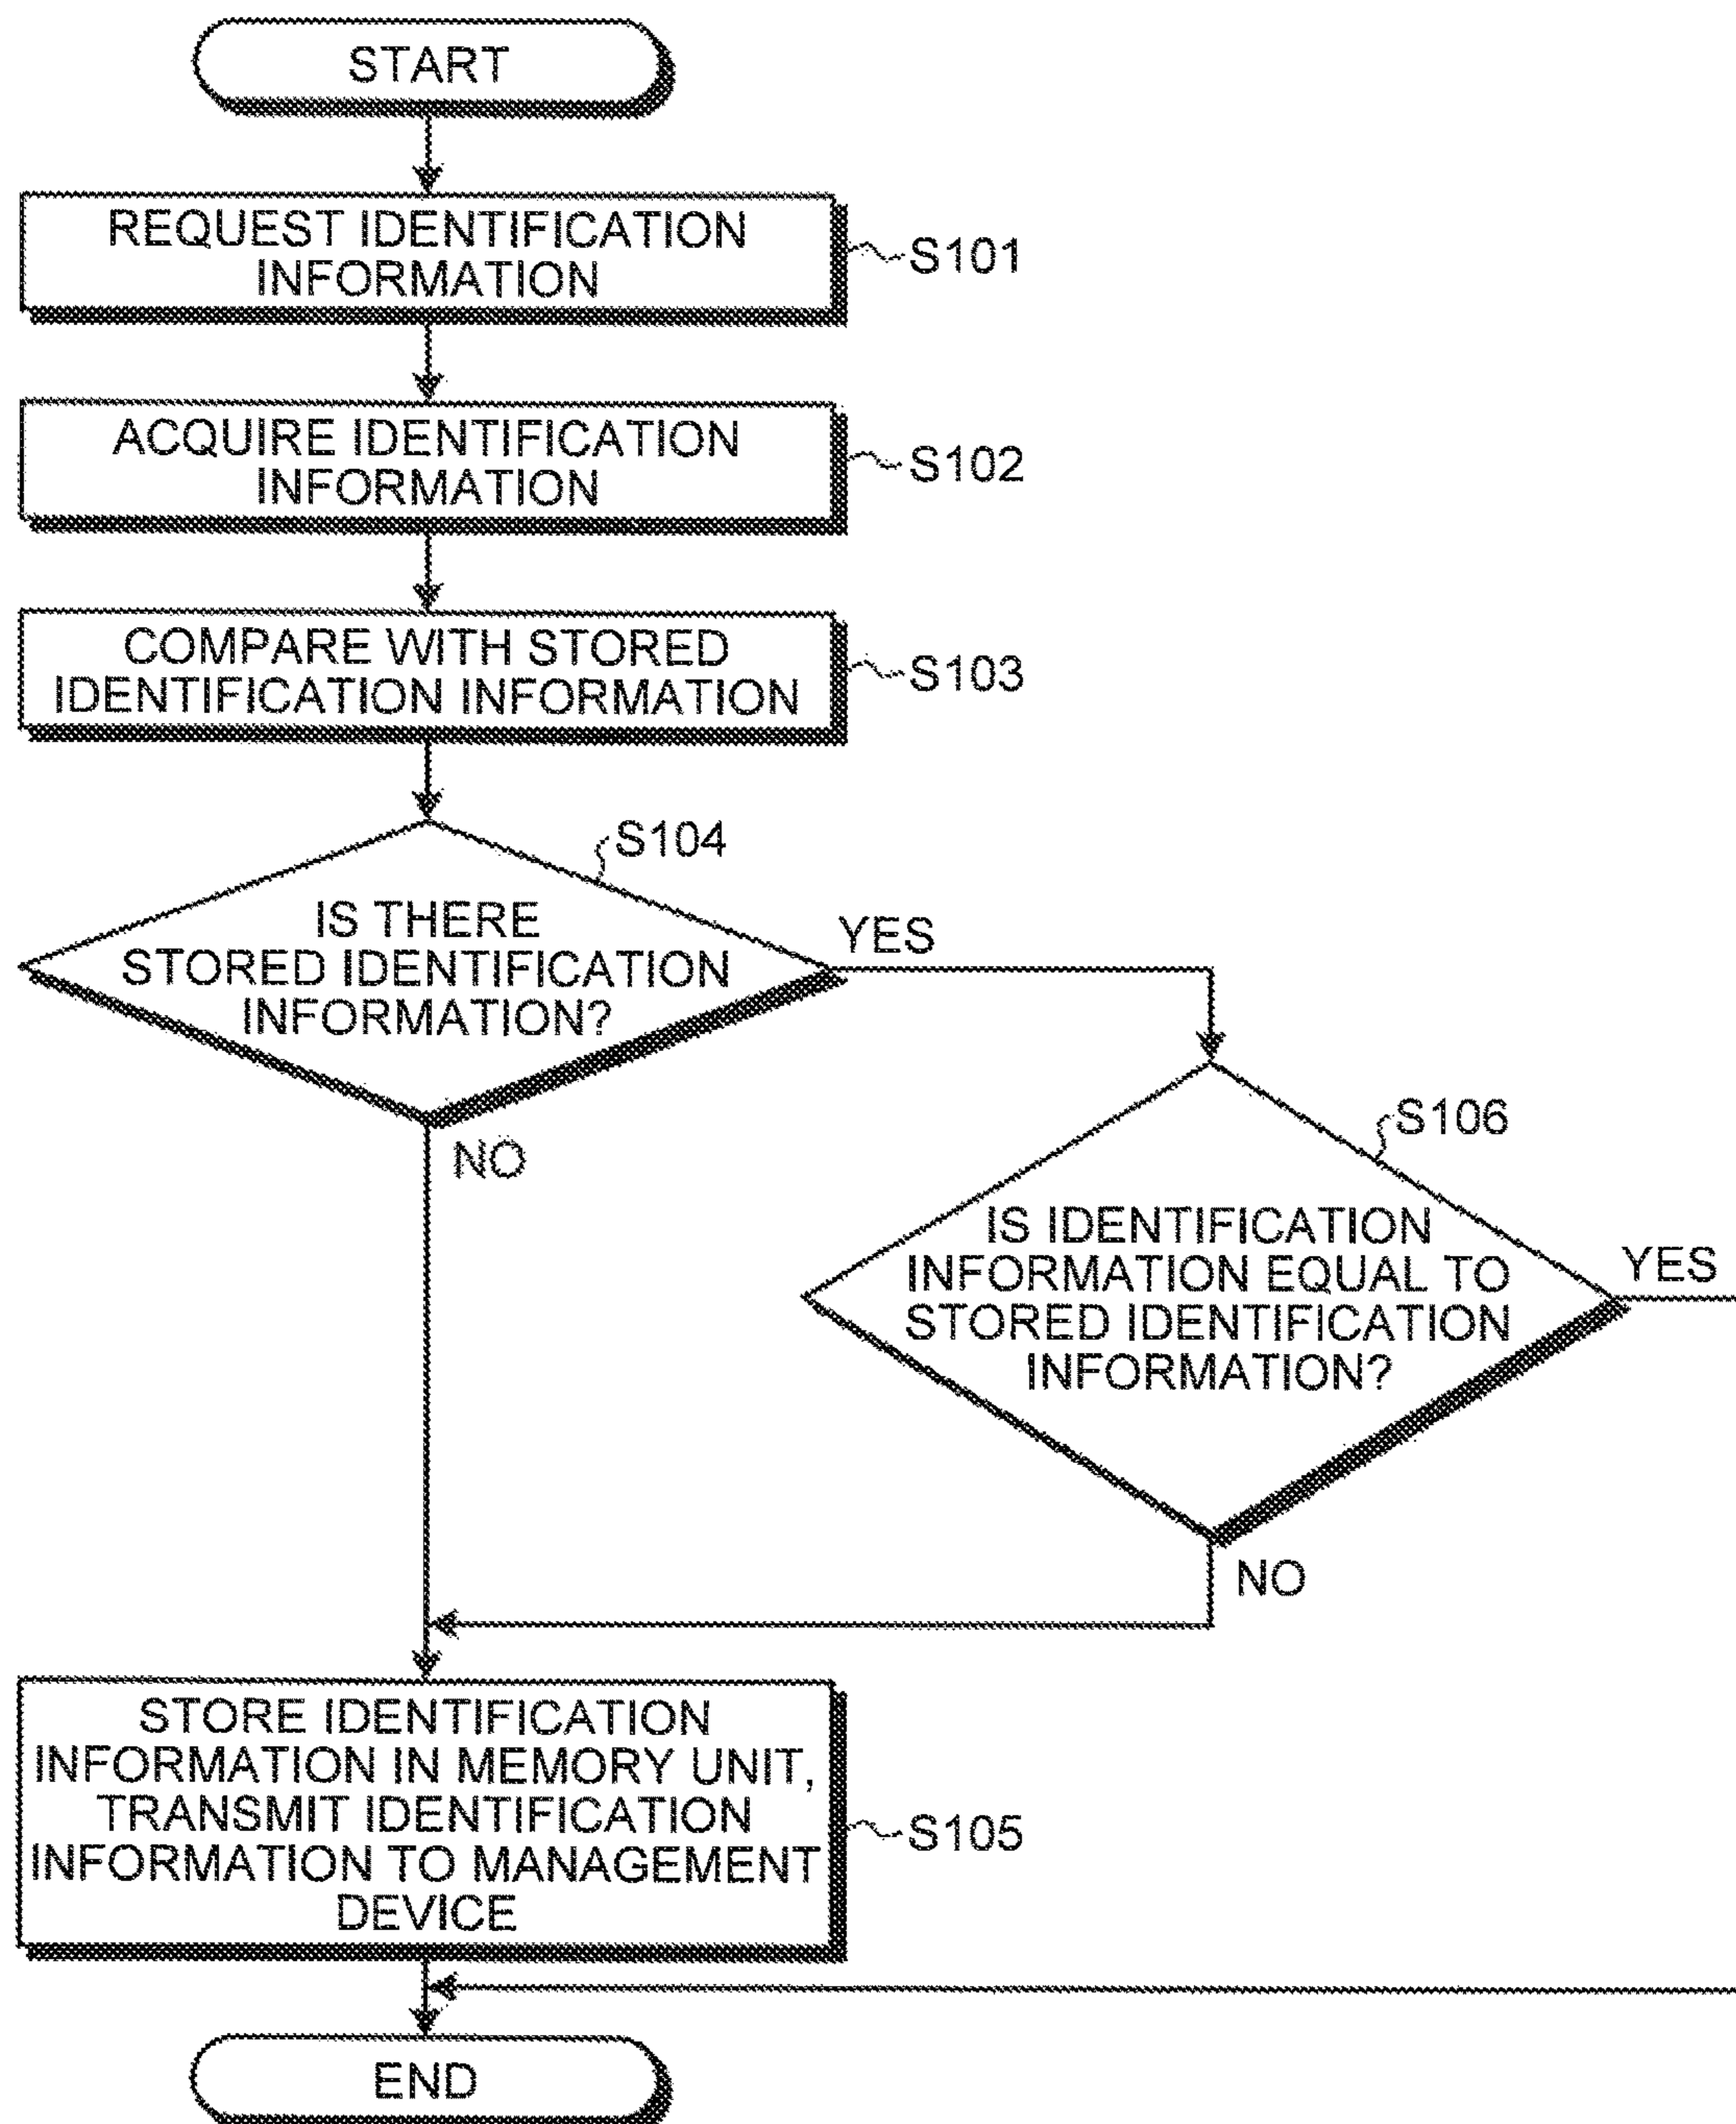 START
REQUEST IDENTIFICATION
INFORMATION
S101
ACQUIRE IDENTIFICATION
INFORMATION
S102
COMPARE WITH STORED
IDENTIFICATION INFORMATION
S103
S104
IS THERE
STORED IDENTIFICATION
INFORMATION?
YES
NO
S106
IS IDENTIFICATION
INFORMATION EQUAL TO
STORED IDENTIFICATION
INFORMATION?
YES
NO
STORE IDENTIFICATION
INFORMATION IN MEMORY UNIT,
TRANSMIT IDENTIFICATION
INFORMATION TO MANAGEMENT
DEVICE
S105
END